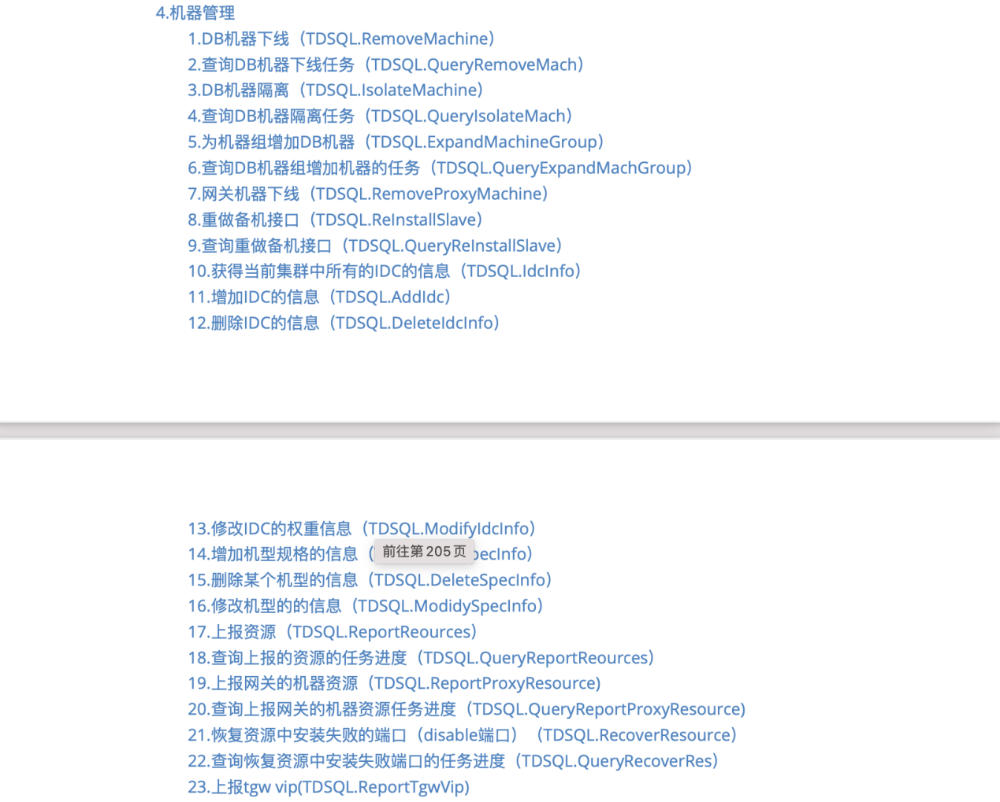 4.机器管理
1.DB机器下线（TDSQL.RemoveMachine）
2.查询DB机器下线任务（TDSQL.QueryRemoveMach）
3.DB机器隔离（TDSQL.IsolateMachine）
4.查询DB机器隔离任务（TDSQL.QueryIsolateMach）
5.为机器组增加DB机器（TDSQL.ExpandMachineGroup）
6.查询DB机器组增加机器的任务（TDSQL.QueryExpandMachGroup）
7.网关机器下线（TDSQL.RemoveProxyMachine）
8.重做备机接口（TDSQL.ReInstallSlave）
9.查询重做备机接口（TDSQL.QueryReInstallSlave）
10.获得当前集群中所有的IDC的信息（TDSQL.IdcInfo）
11.增加IDC的信息（TDSQL.AddIdc）
12.删除IDC的信息（TDSQL.DeleteIdcInfo）
13.修改IDC的权重信息（TDSQL.ModifyIdcInfo）
14.增加机型规格的信息（ 前往第205页 pecInfo）
15.删除某个机型的信息（TDSQL.DeleteSpecInfo）
16.修改机型的的信息（TDSQL.ModidySpecInfo）
17.上报资源（TDSQL.ReportReources）
18.查询上报的资源的任务进度（TDSQL.QueryReportReources）
19.上报网关的机器资源（TDSQL.ReportProxyResource)
20.查询上报网关的机器资源任务进度（TDSQL.QueryReportProxyResource)
21.恢复资源中安装失败的端口（disable端口）（TDSQL.RecoverResource）
22.查询恢复资源中安装失败端口的任务进度（TDSQL.QueryRecoverRes）
23.上报tgw vip(TDSQL.ReportTgwVip)